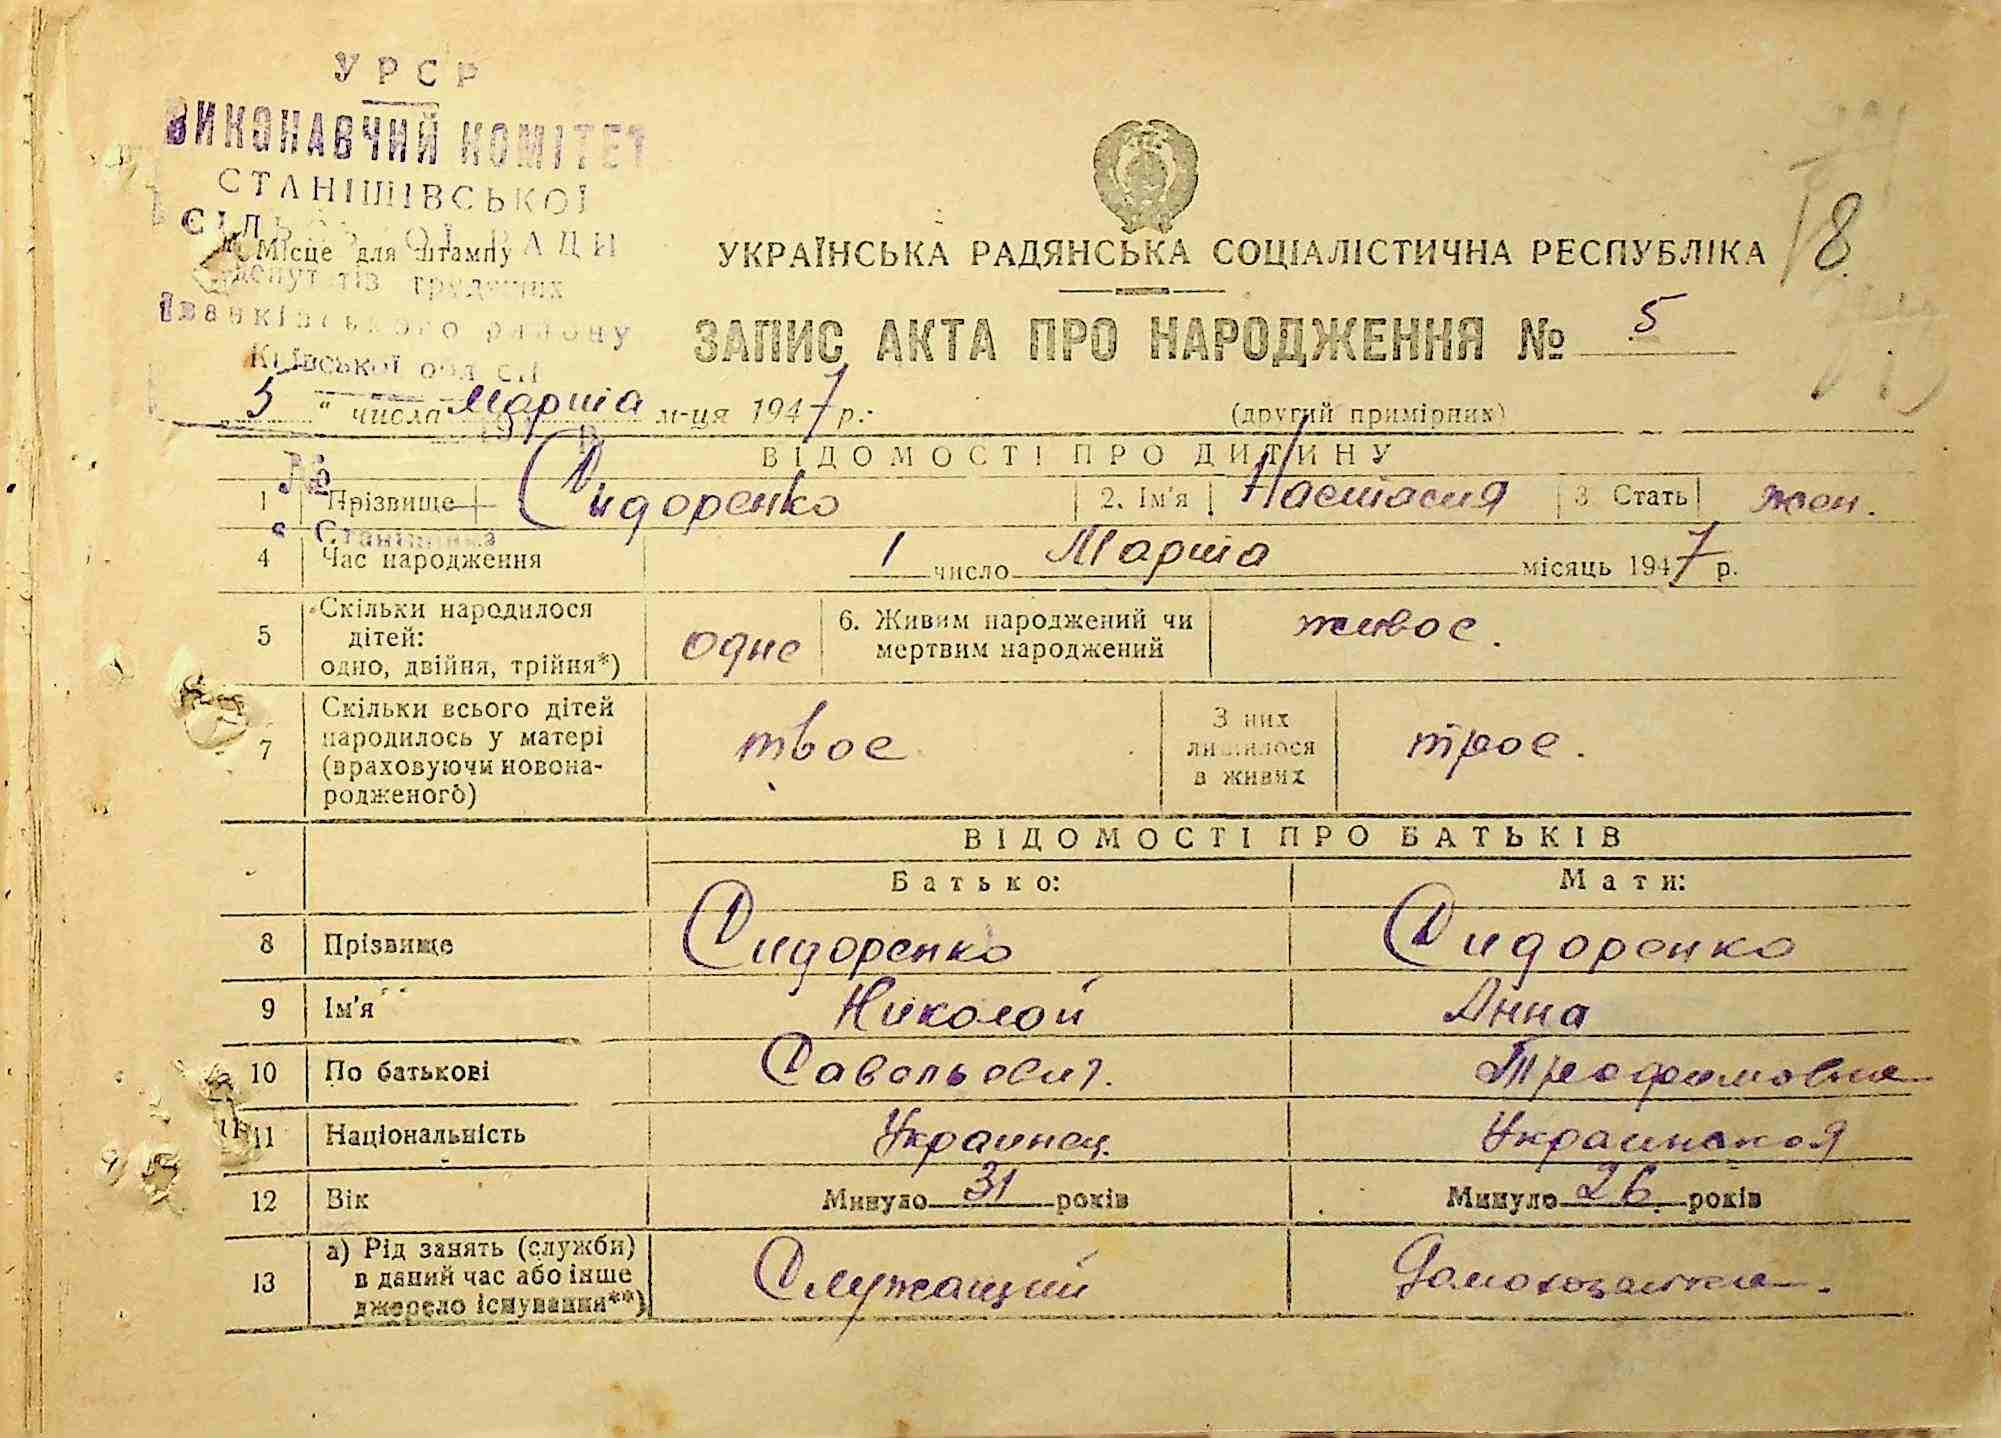 УРСР
ВИКОНАВЧИЙ КОМІТЕТ
СТАНІШІВСЬКОЇ
СІЛЬСЬКОЇ РАДИ
Місце для штампу
депутатів трудящих
Іванківського району
Київської обл
УКРАЇНСЬКА РАДЯНСЬКА СОЦІАЛІСТИЧНА РЕСПУБЛІКА
18
ЗАПИС АКТА ПРО НАРОДЖЕННЯ № 5
„5“ числа Марта м-ця 1947 р.
(другий примірник)
ВІДОМОСТІ ПРО ДИТИНУ
№
1 Прізвище Сидоренко 2. Ім'я Настасия 3 Стать жен.
с Станишівка
4 Час народження 1 число Марта місяць 1947 р.
5 Скільки народилося дітей: одно, двійня, трійня*) одне 6. Живим народжений чи мертвим народжений живое.
7 Скільки всього дітей народилось у матері (враховуючи новонародженого) твое З них лишилося в живих трое.
ВІДОМОСТІ ПРО БАТЬКІВ
Батько: Мати:
8 Прізвище Сидоренко Сидоренко
9 Ім'я Николой Анна
10 По батькові Савельевич. Трофимовна
11 Національність Украинец. Украинская
12 Вік Минуло 31 років Минуло 26 років
13 а) Рід занять (служби) в даний час або інше джерело існування**) Служащий Домохозайка.